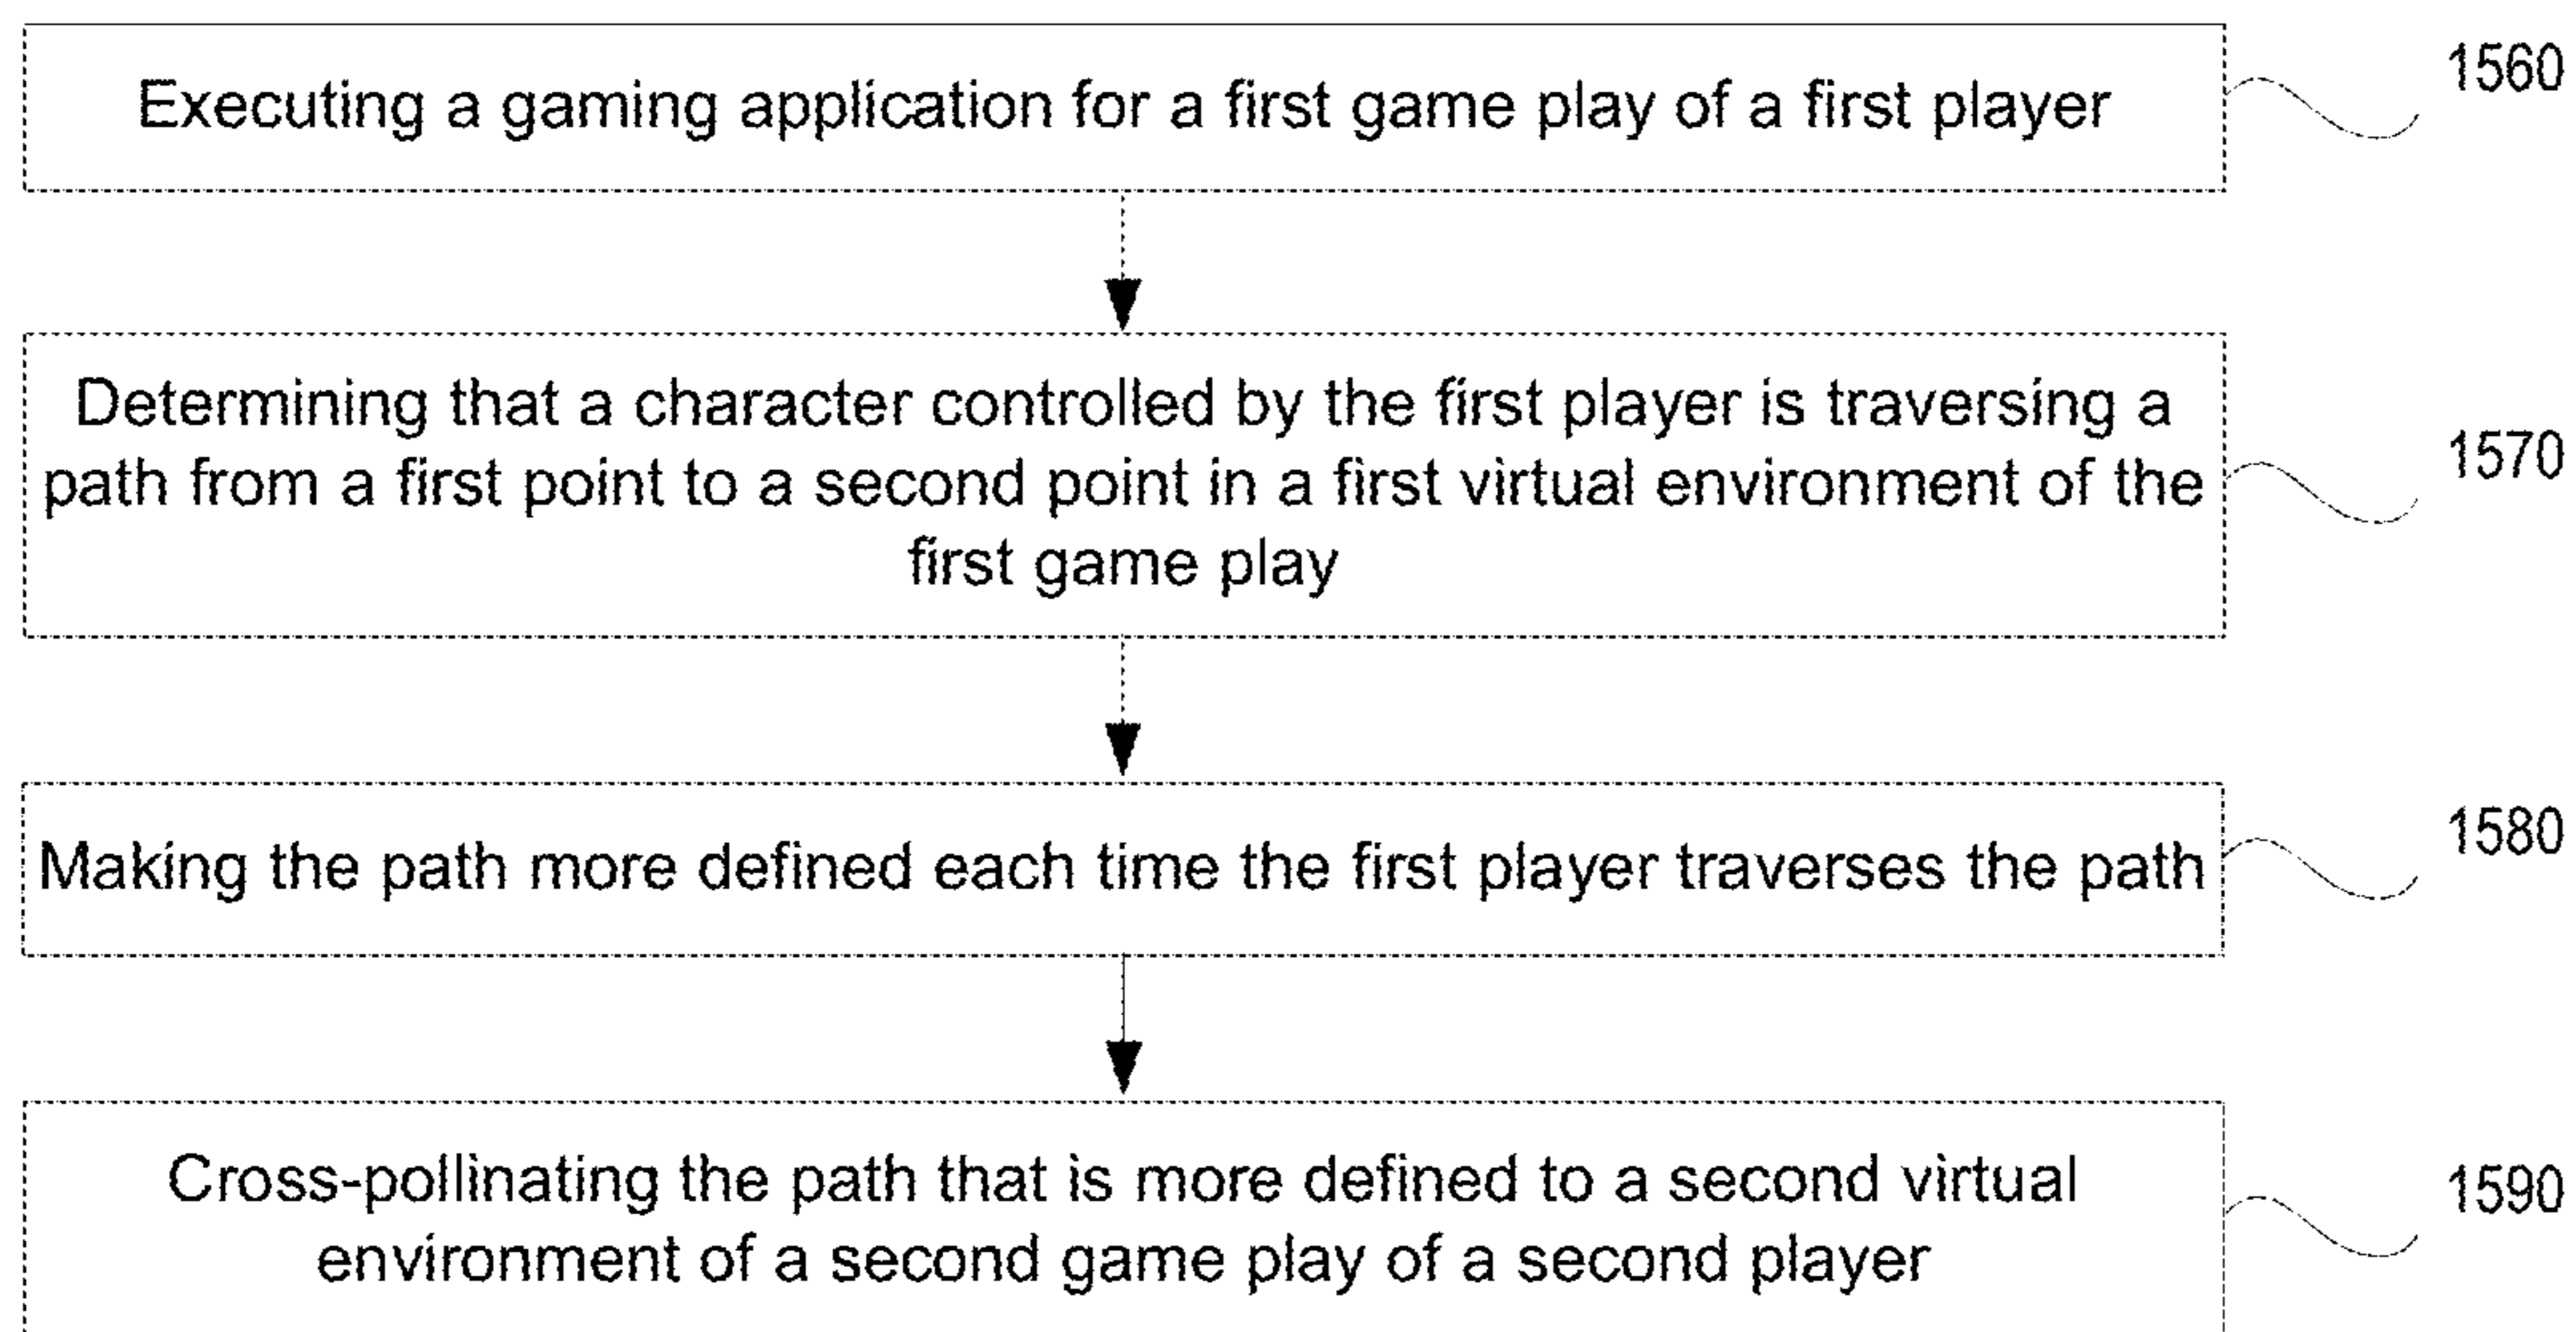 Executing a gaming application for a first game play of a first player
1560
Determining that a character controlled by the first player is traversing a
path from a first point to a second point in a first virtual environment of the
first game play
1570
Making the path more defined each time the first player traverses the path
1580
Cross-pollinating the path that is more defined to a second virtual
environment of a second game play of a second player
1590